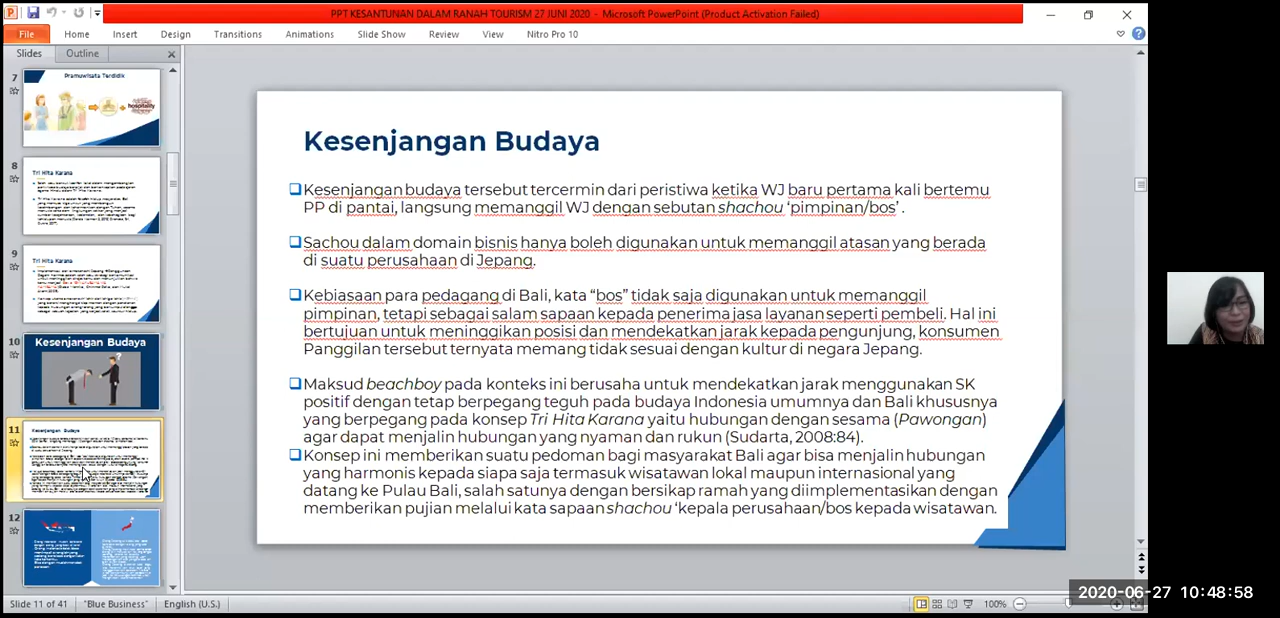 PPT KESANTUNAN DALAM RANAH TOURISM 27 JUNI 2020 - Microsoft PowerPoint (Product Activation Failed)
File Home Insert Design Transitions Animations Slide Show Review View Nitro Pro 10
Slides Outline
7
Pramuwisata Terdidik
hospitality
8
Tri Hita Karana
9
Tri Hita Karana
10
Kesenjangan Budaya
11
Kesenjangan Budaya
12
Kesenjangan Budaya
Kesenjangan budaya tersebut tercermin dari peristiwa ketika WJ baru pertama kali bertemu
PP di pantai, langsung memanggil WJ dengan sebutan shachou ‘pimpinan/bos’ .
Sachou dalam domain bisnis hanya boleh digunakan untuk memanggil atasan yang berada
di suatu perusahaan di Jepang.
Kebiasaan para pedagang di Bali, kata “bos” tidak saja digunakan untuk memanggil
pimpinan, tetapi sebagai salam sapaan kepada penerima jasa layanan seperti pembeli. Hal ini
bertujuan untuk meninggikan posisi dan mendekatkan jarak kepada pengunjung, konsumen
Panggilan tersebut ternyata memang tidak sesuai dengan kultur di negara Jepang.
Maksud beachboy pada konteks ini berusaha untuk mendekatkan jarak menggunakan SK
positif dengan tetap berpegang teguh pada budaya Indonesia umumnya dan Bali khususnya
yang berpegang pada konsep Tri Hita Karana yaitu hubungan dengan sesama (Pawongan)
agar dapat menjalin hubungan yang nyaman dan rukun (Sudarta, 2008:84).
Konsep ini memberikan suatu pedoman bagi masyarakat Bali agar bisa menjalin hubungan
yang harmonis kepada siapa saja termasuk wisatawan lokal maupun internasional yang
datang ke Pulau Bali, salah satunya dengan bersikap ramah yang diimplementasikan dengan
memberikan pujian melalui kata sapaan shachou ‘kepala perusahaan/bos kepada wisatawan.
Slide 11 of 41 "Blue Business" English (U.S.) 100%
2020-06-27 10:48:58